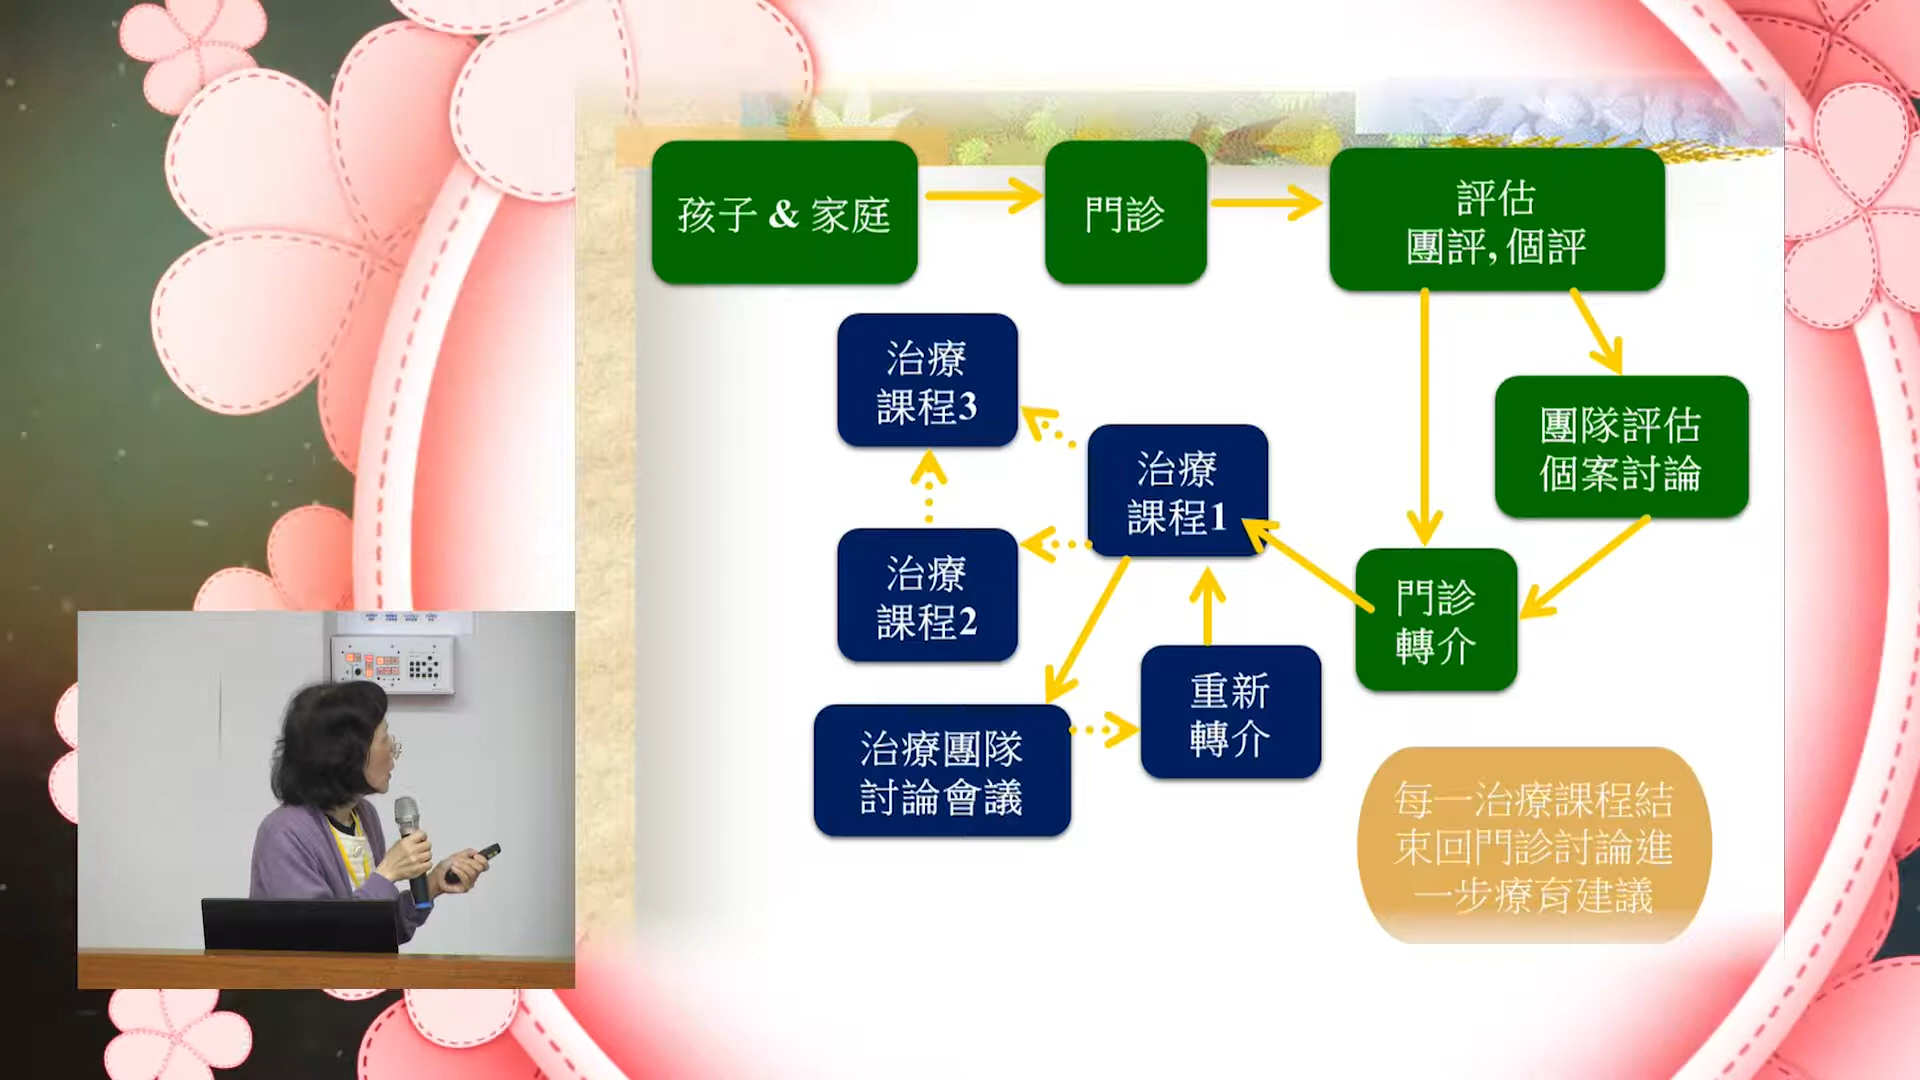 孩子 & 家庭
門診
評估
團評, 個評
治療
課程3
治療
課程1
團隊評估
個案討論
治療
課程2
門診
轉介
重新
轉介
治療團隊
討論會議
每一治療課程結
束回門診討論進
一步療育建議